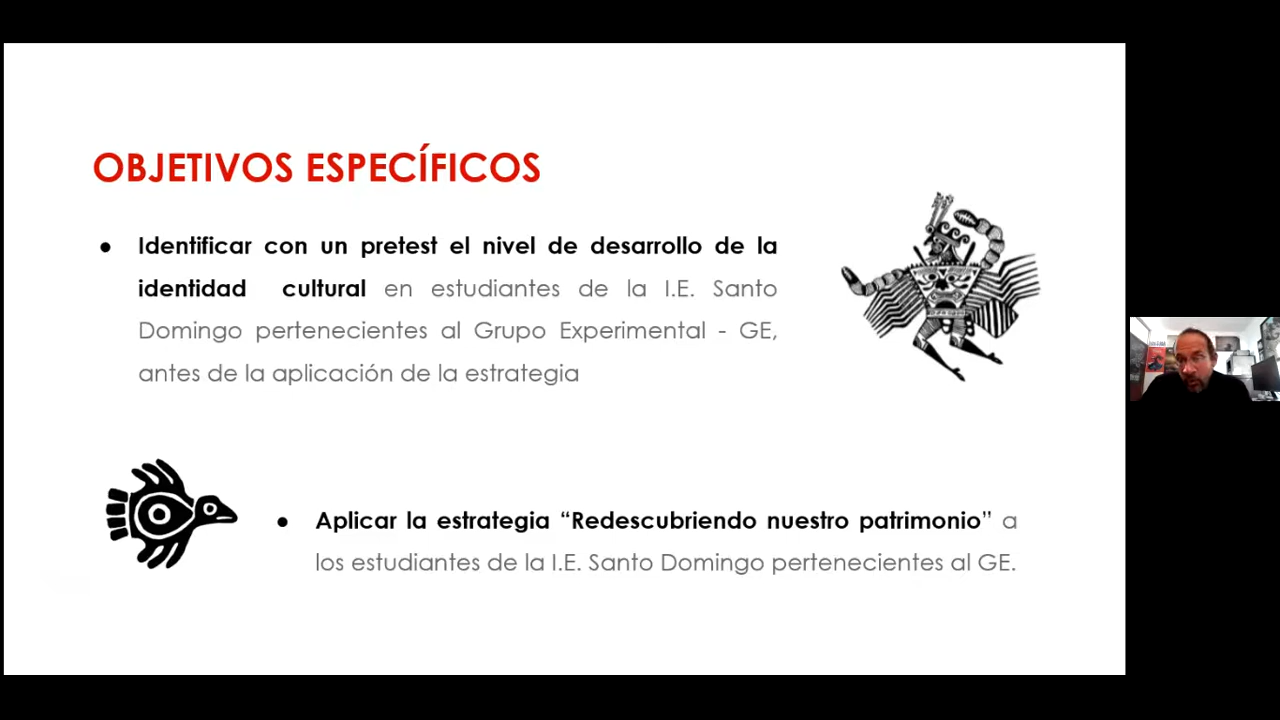 OBJETIVOS ESPECÍFICOS
● Identificar con un pretest el nivel de desarrollo de la
identidad cultural en estudiantes de la I.E. Santo
Domingo pertenecientes al Grupo Experimental - GE,
antes de la aplicación de la estrategia
● Aplicar la estrategia “Redescubriendo nuestro patrimonio” a
los estudiantes de la I.E. Santo Domingo pertenecientes al GE.